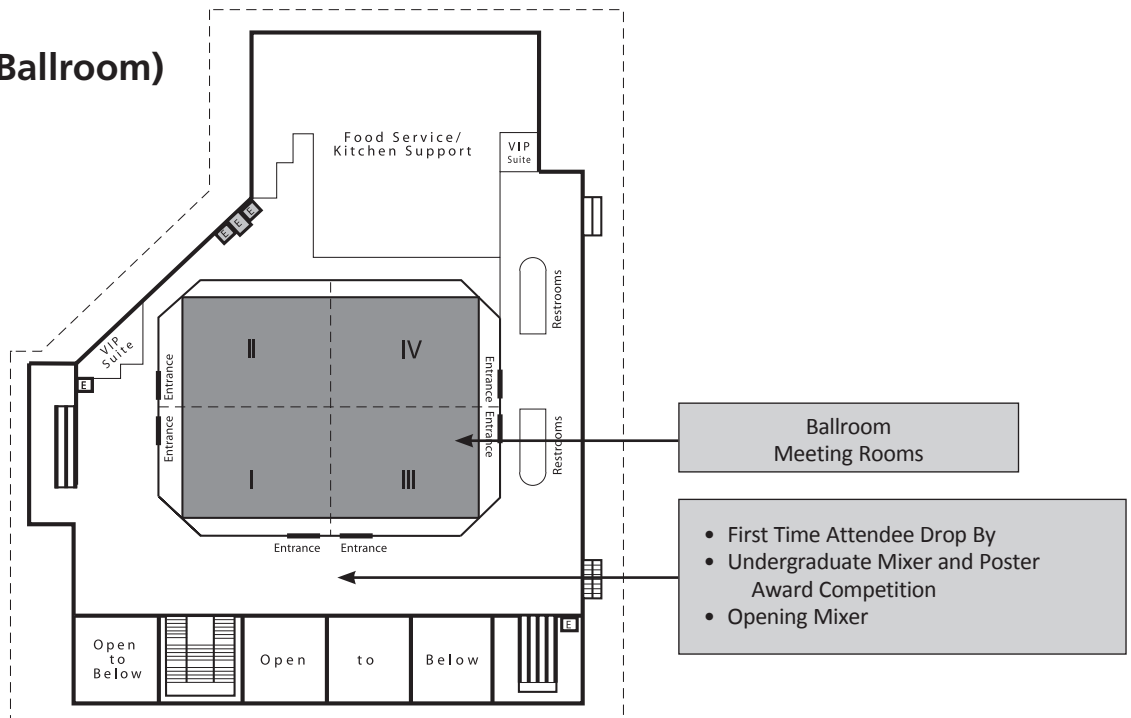 Ballroom)
Food Service/
Kitchen Support
VIP
Suite
E
E
E
Restrooms
VIP
Suite
E
II
IV
Entrance
Entrance
Entrance
Entrance
Restrooms
I
III
Ballroom
Meeting Rooms
Entrance
Entrance
• First Time Attendee Drop By
• Undergraduate Mixer and Poster
Award Competition
• Opening Mixer
E
Open
to
Below
Open
to
Below